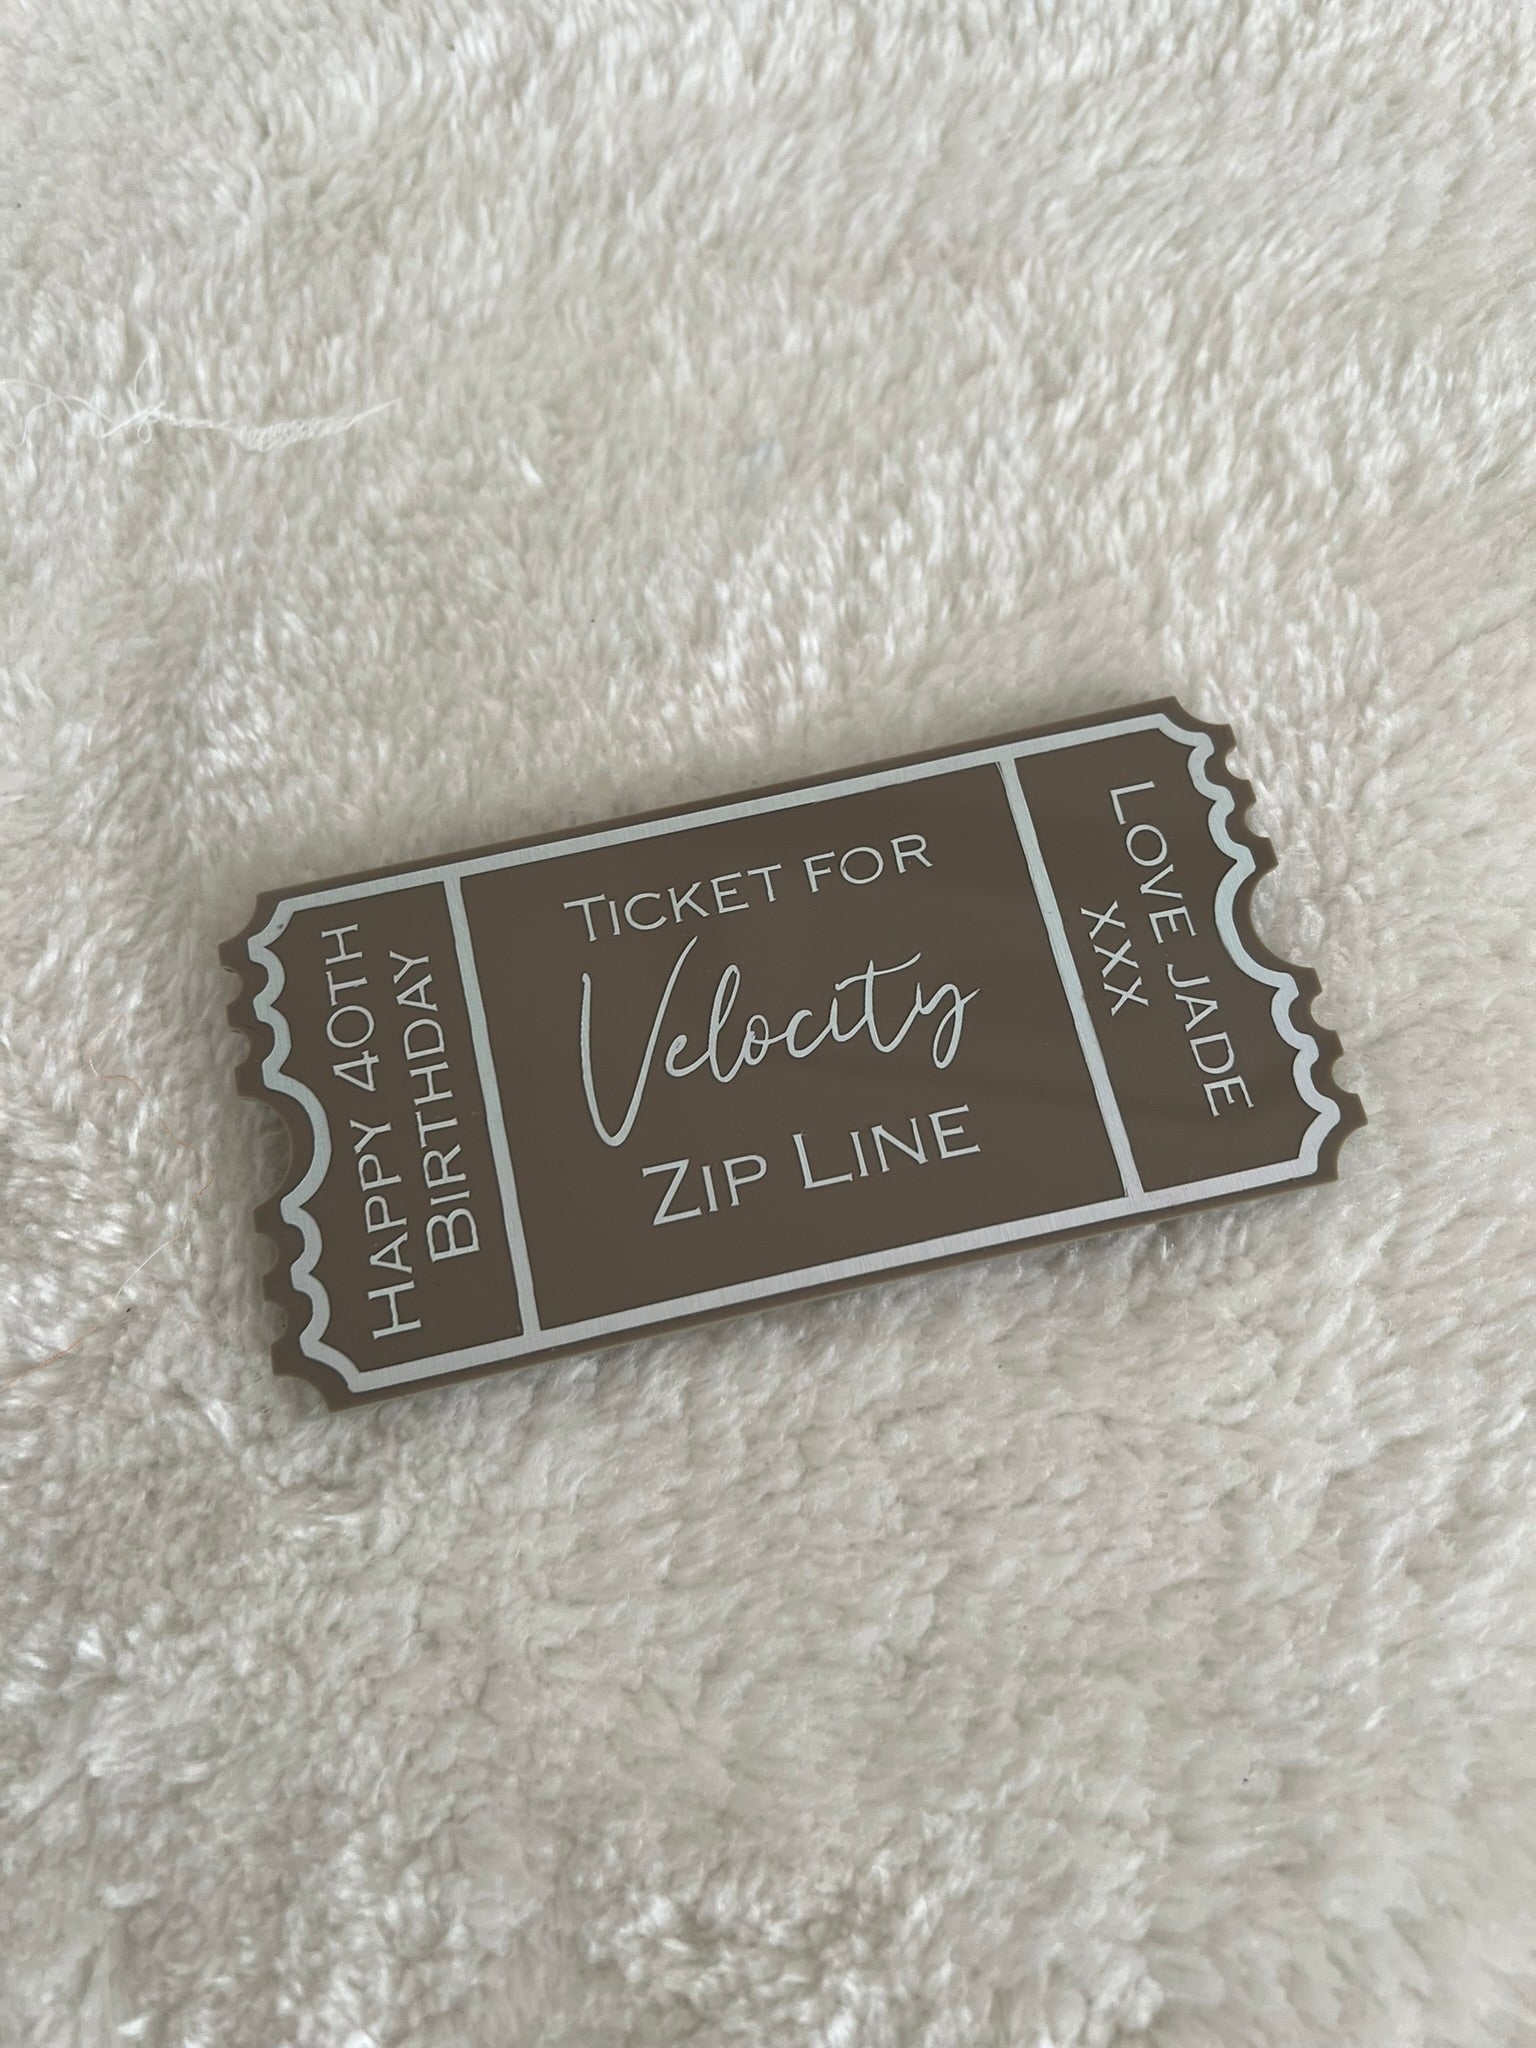 Happy 40th
Birthday
Ticket for
Velocity
Zip Line
Love Jade
xxx